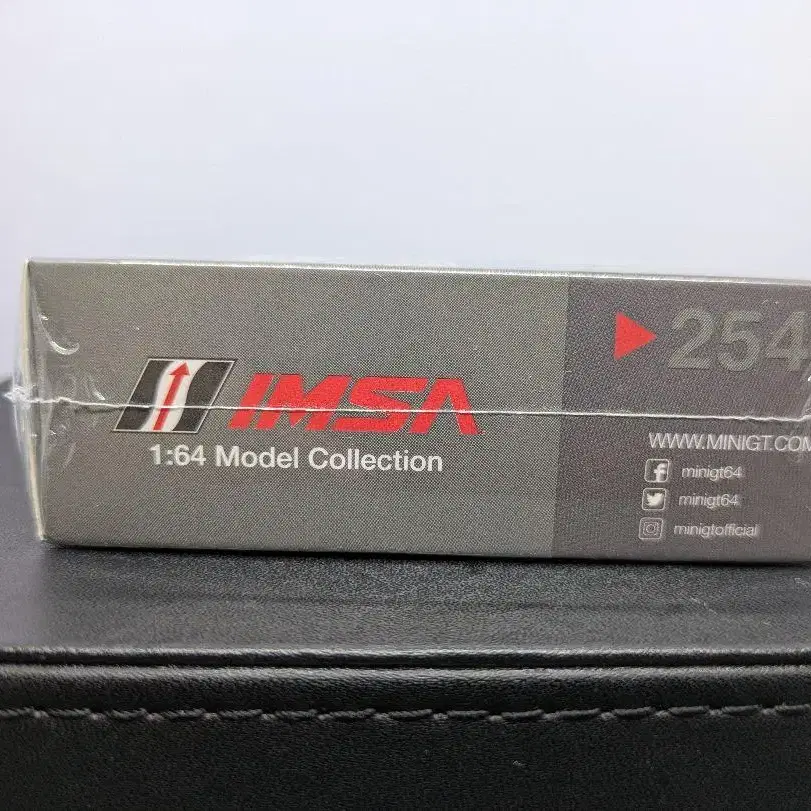 IMSA
1:64 Model Collection
254
WWW.MINIGT.COM
minigt64
minigt64
minigtofficial